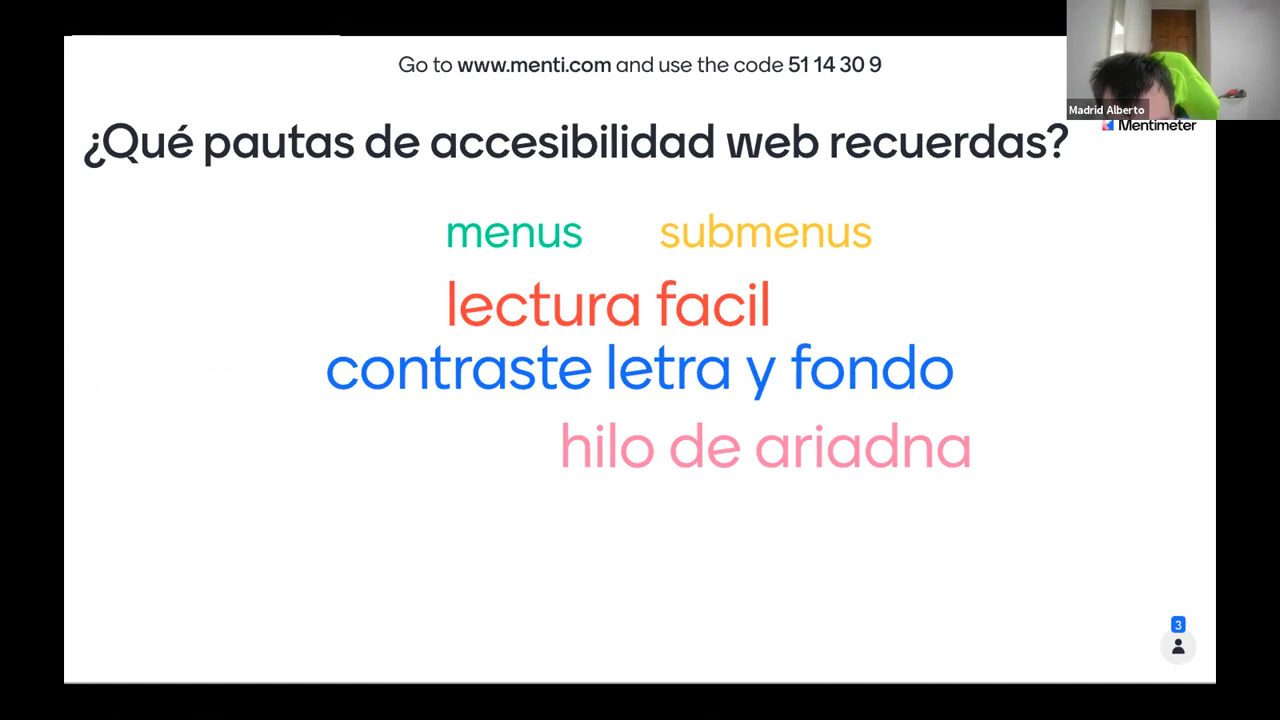 Go to www.menti.com and use the code 51 14 30 9
Madrid Alberto
Mentimeter
¿Qué pautas de accesibilidad web recuerdas?
menus submenus
lectura facil
contraste letra y fondo
hilo de ariadna
3